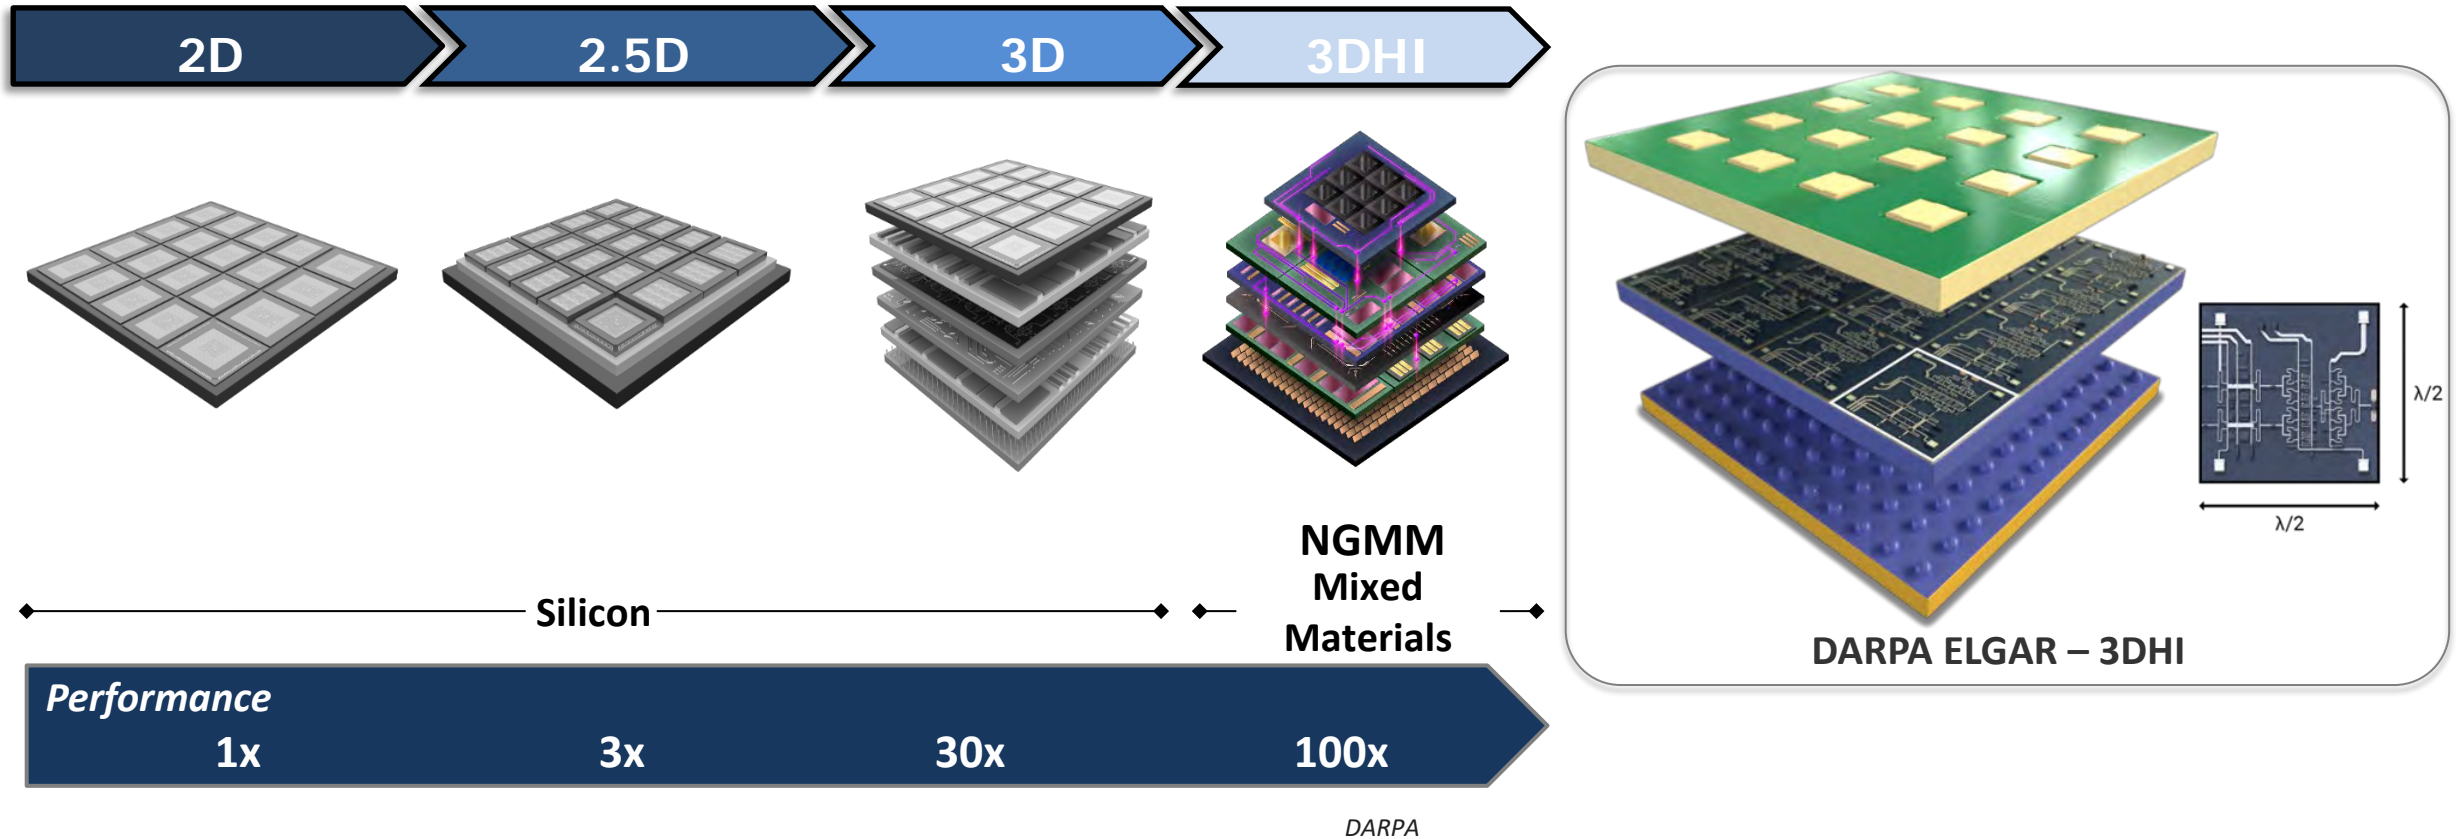 2D
2.5D
3D
3DHI
λ/2
λ/2
DARPA ELGAR – 3DHI
NGMM
Mixed
Materials
Silicon
Performance
1x
3x
30x
100x
DARPA